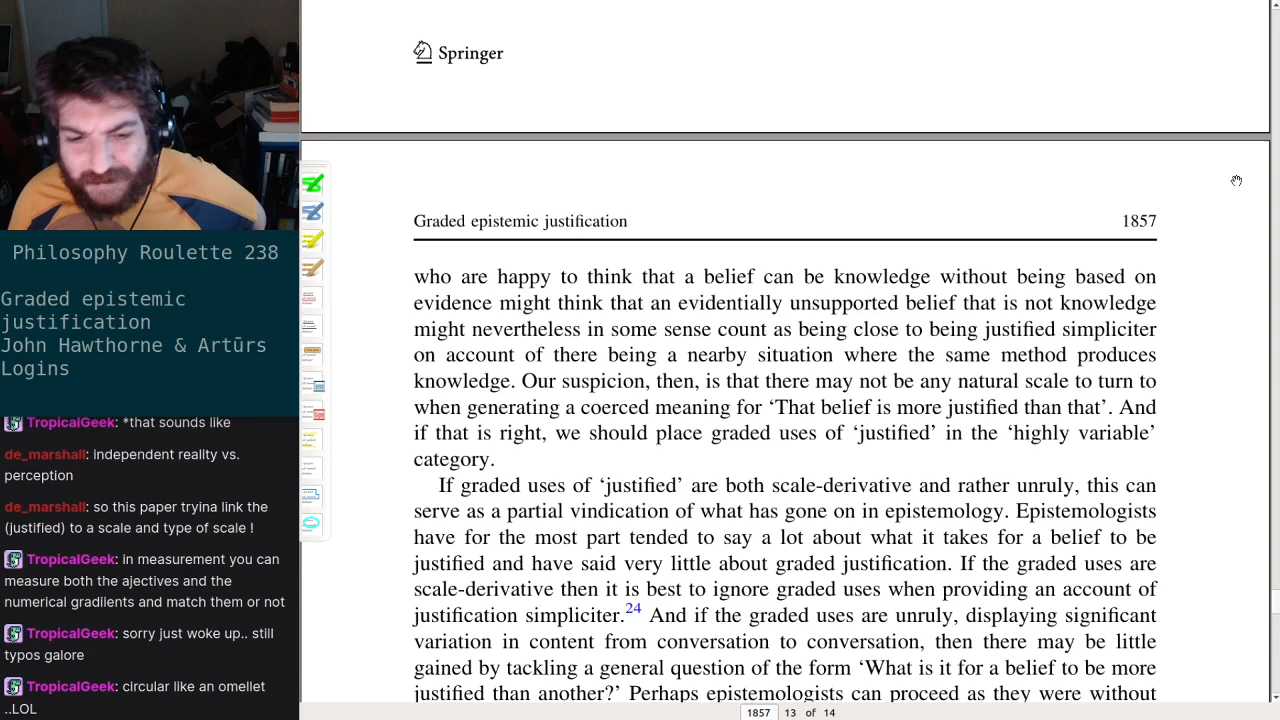 Philosophy Roulette 238
Graded epistemic
justification
John Hawthorne & Artūrs
Logins
TropicalGeek: *that sounds like
de_marshall: independent reality vs.
perception
de_marshall: so this paper tryina link the
(justified) to a scale and type of scale !
TropicalGeek: in measurement you can
measure both the ajectives and the
numerical gradiients and match them or not
TropicalGeek: sorry just woke up.. still
typos galore
TropicalGeek: circular like an omellet
..LOL
Springer
Graded epistemic justification 1857
who are happy to think that a belief can be knowledge without being based on
evidence might think that an evidentally unsupported belief that is not knowledge
might nevertheless in some sense count as being close to being justified simpliciter
on account of there being a nearby situation where the same method produces
knowledge. Our suspicion, then, is that there may not be any natural scale to turn to
when generating a coerced meaning for ‘That belief is more justified than that’. And
if that is right, we should place graded uses of ‘justified’ in the ‘highly variable’
category.
If graded uses of ‘justified’ are both scale-derivative and rather unruly, this can
serve as a partial vindication of what has gone on in epistemology. Epistemologists
have for the most part tended to say a lot about what it takes for a belief to be
justified and have said very little about graded justification. If the graded uses are
scale-derivative then it is best to ignore graded uses when providing an account of
justification simpliciter.24 And if the graded uses are unruly, displaying significant
variation in content from conversation to conversation, then there may be little
gained by tackling a general question of the form ‘What is it for a belief to be more
justified than another?’ Perhaps epistemologists can proceed as they were without
1857 13 of 14